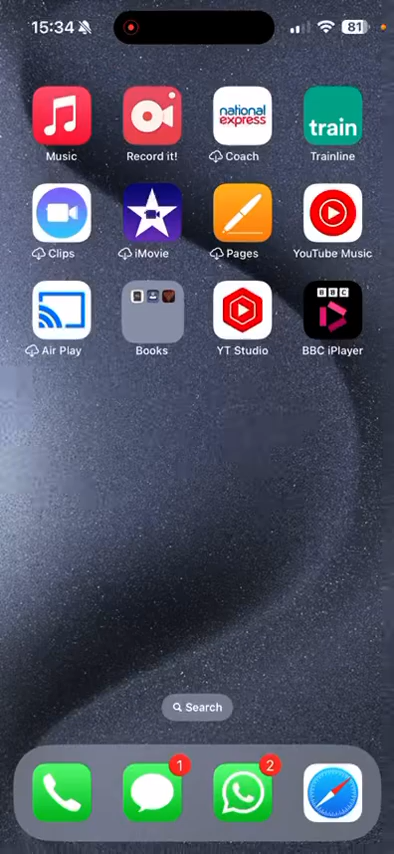 15:34
81
national
express
train
Music
Record it!
Coach
Trainline
Clips
iMovie
Pages
YouTube Music
BBC
Air Play
Books
YT Studio
BBC iPlayer
Search
1
2